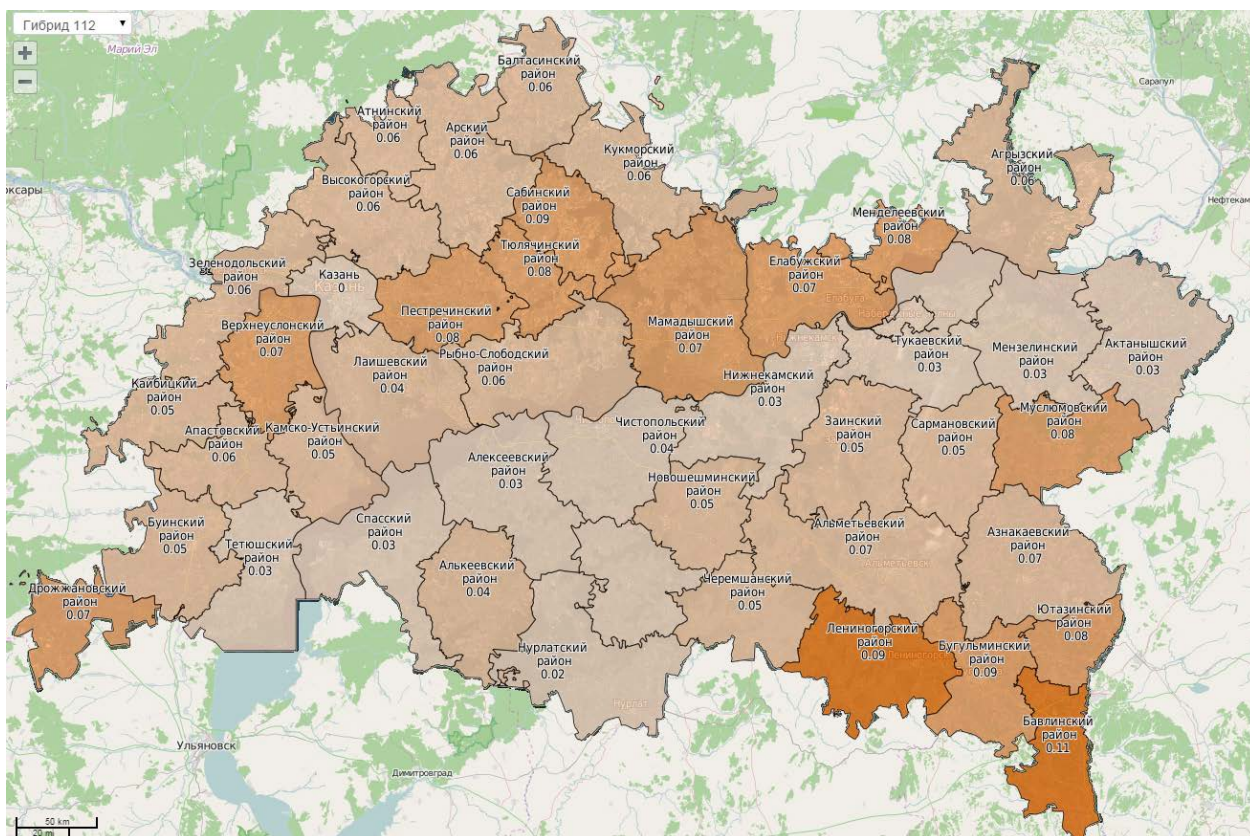 Гибрид 112
Марий Эл
Балтасинский
район
0.06
Сарапул
Атнинский
район
0.06
Арский
район
0.06
Кукморский
район
0.06
Агрызский
район
0.06
Высокогорский
район
0.06
Сабинский
район
0.09
Нефтекам
оксары
Менделеевский
район
0.08
Тюлячинский
район
0.08
Зеленодольский
район
0.06
Казань
0
Казань
Елабужский
район
0.07
Елабуга
Пестречинский
район
0.08
Верхнеуслонский
район
0.07
Мамадышский
район
0.07
Тукаевский
район
0.03
Мензелинский
район
0.03
Актанышский
район
0.03
Лаишевский
район
0.04
Рыбно-Слободский
район
0.06
Нижнекамский
район
0.03
Кайбицкий
район
0.05
Муслюмовский
район
0.08
Апастовский
район
0.06
Камско-Устьинский
район
0.05
Чистопольский
район
0.04
Заинский
район
0.05
Сармановский
район
0.05
Алексеевский
район
0.03
Новошешминский
район
0.05
Буинский
район
0.05
Спасский
район
0.03
Альметьевский
район
0.07
Альметьевск
Азнакаевский
район
0.07
Тетюшский
район
0.03
Дрожжановский
район
0.07
Алькеевский
район
0.04
Черемшанский
район
0.05
Ютазинский
район
0.08
Лениногорский
район
0.09
Лениногорск
Бугульминский
район
0.09
Нурлатский
район
0.02
Нурлат
Бавлинский
район
0.11
Ульяновск
Димитровград
50 km
20 mi